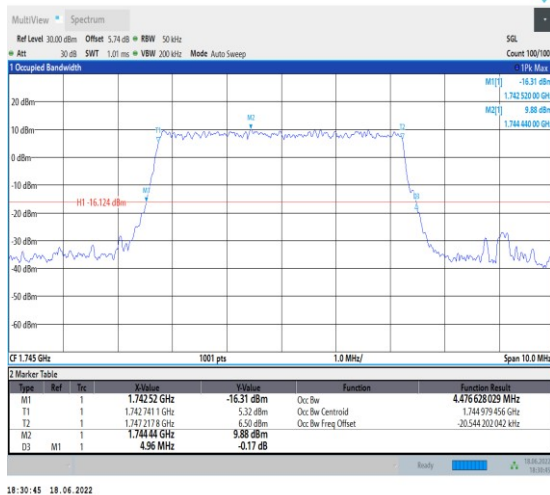 MultiView Spectrum
Ref Level 30.00 dBm Offset 5.74 dB RBW 50 kHz SGL
Att 30 dB SWT 1.01 ms VBW 200 kHz Mode Auto Sweep Count 100/100
1 Occupied Bandwidth 1Pk Max
M1[1] -16.31 dBm
1.742 520 00 GHz
M2[1] 9.88 dBm
1.744 440 00 GHz
20 dBm
M2
10 dBm
T1 T2
0 dBm
-10 dBm
M1 D3
H1 -16.124 dBm
-20 dBm
-30 dBm
-40 dBm
-50 dBm
-60 dBm
CF 1.745 GHz 1001 pts 1.0 MHz/ Span 10.0 MHz
2 Marker Table
Type Ref Trc X-Value Y-Value Function Function Result
M1 1 1.742 52 GHz -16.31 dBm Occ Bw 4.476 628 029 MHz
T1 1 1.742 741 1 GHz 5.32 dBm Occ Bw Centroid 1.744 979 456 GHz
T2 1 1.747 217 8 GHz 6.50 dBm Occ Bw Freq Offset -20.544 202 042 kHz
M2 1 1.744 44 GHz 9.88 dBm
D3 M1 1 4.96 MHz -0.17 dB
Ready 18.06.2022
18:30:45 18.06.2022